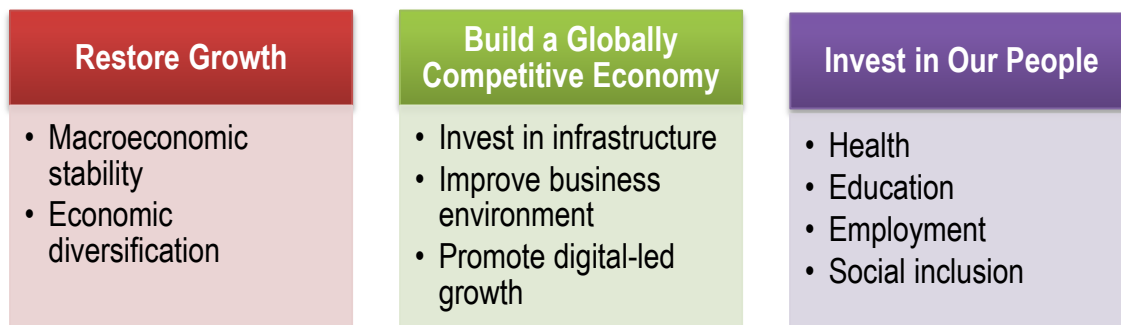 Restore Growth
• Macroeconomic
stability
• Economic
diversification
Build a Globally
Competitive Economy
• Invest in infrastructure
• Improve business
environment
• Promote digital-led
growth
Invest in Our People
• Health
• Education
• Employment
• Social inclusion